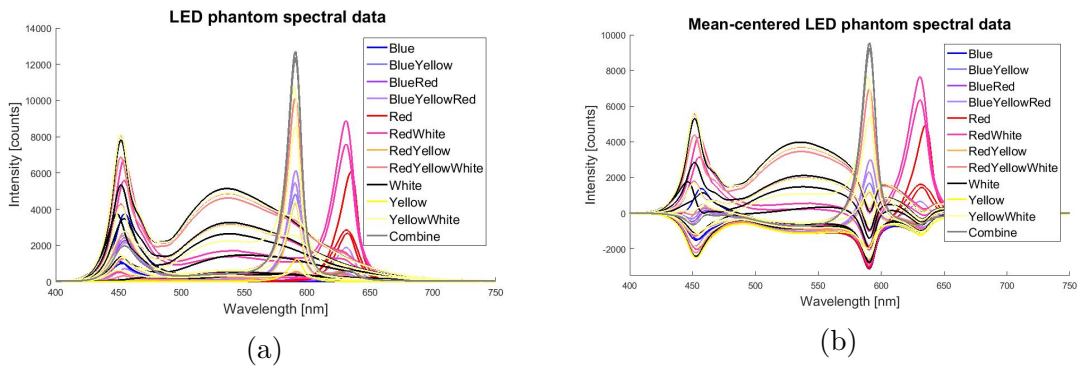 LED phantom spectral data
Intensity [counts]
14000
12000
10000
8000
6000
4000
2000
0
400
450
500
550
600
650
700
750
Wavelength [nm]
Blue
BlueYellow
BlueRed
BlueYellowRed
Red
RedWhite
RedYellow
RedYellowWhite
White
Yellow
YellowWhite
Combine
(a)
Mean-centered LED phantom spectral data
Intensity [counts]
10000
8000
6000
4000
2000
0
-2000
400
450
500
550
600
650
700
750
Wavelength [nm]
Blue
BlueYellow
BlueRed
BlueYellowRed
Red
RedWhite
RedYellow
RedYellowWhite
White
Yellow
YellowWhite
Combine
(b)